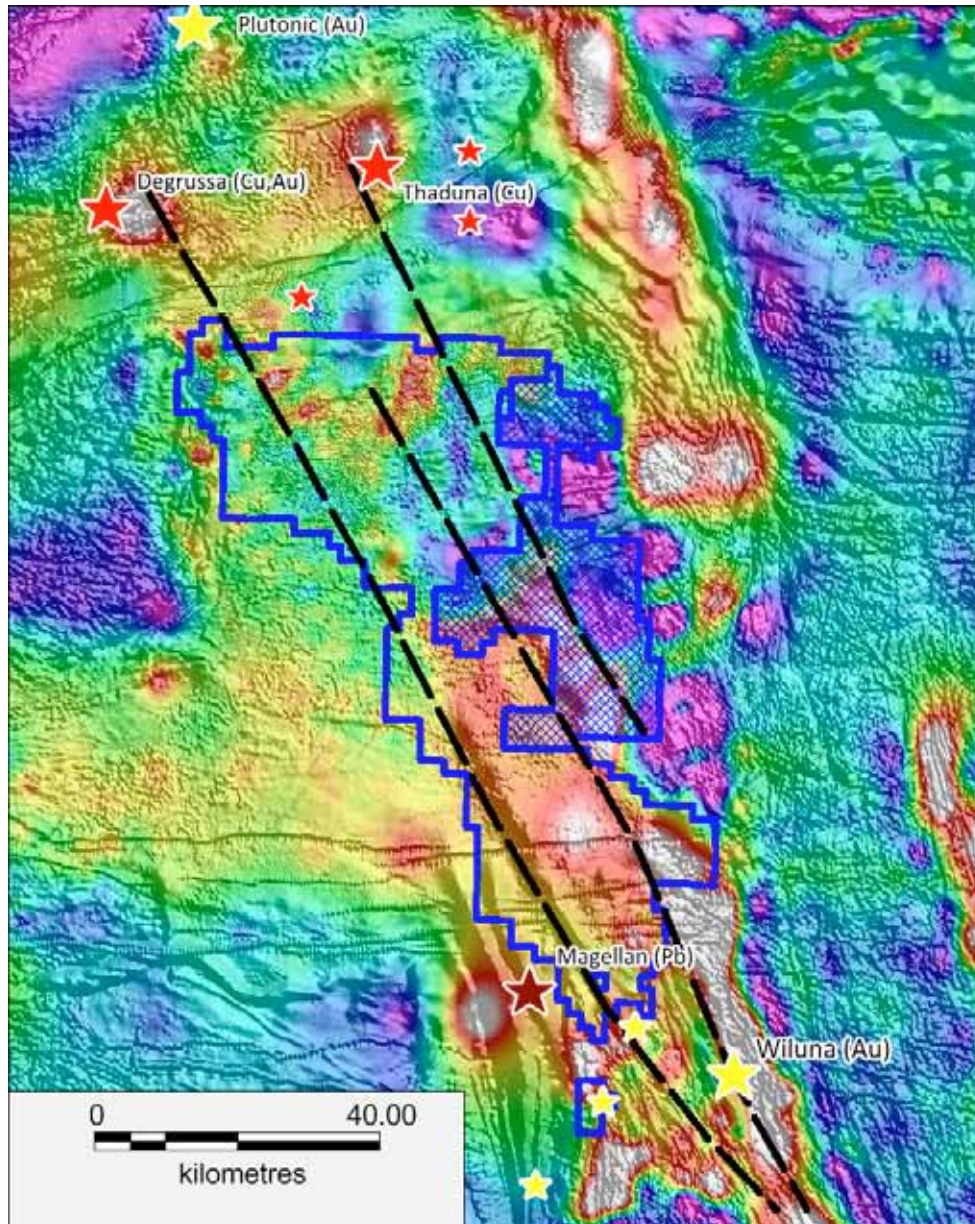 Plutonic (Au)
Degrussa (Cu,Au)
Thaduna (Cu)
Magellan (Pb)
Wiluna (Au)
0 40.00
kilometres